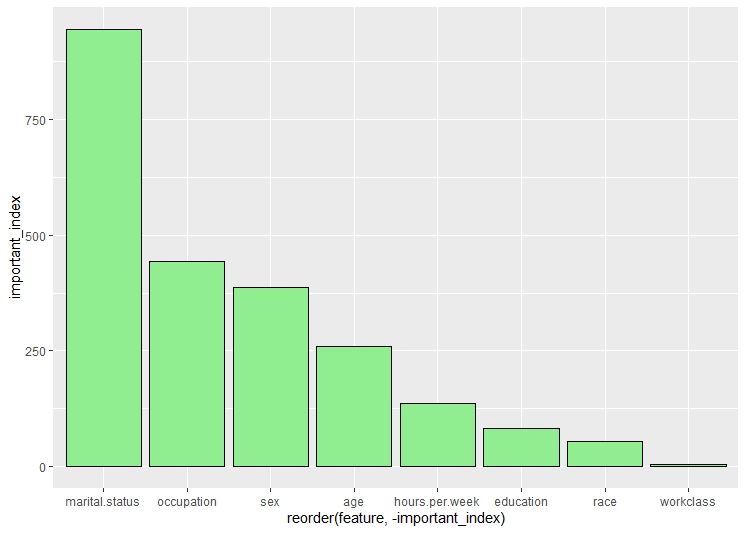 important_index
750
500
250
0
marital.status occupation sex age hours.per.week education race workclass
reorder(feature, -important_index)